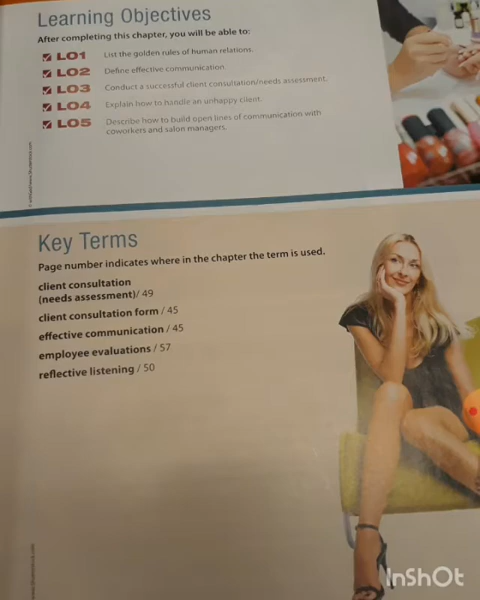 Learning Objectives
After completing this chapter, you will be able to:
LO1 List the golden rules of human relations.
LO2 Define effective communication.
LO3 Conduct a successful client consultation/needs assessment.
LO4 Explain how to handle an unhappy client.
LO5 Describe how to build open lines of communication with
coworkers and salon managers.
Key Terms
Page number indicates where in the chapter the term is used.
client consultation
(needs assessment)/ 49
client consultation form / 45
effective communication / 45
employee evaluations / 57
reflective listening / 50
InShOt